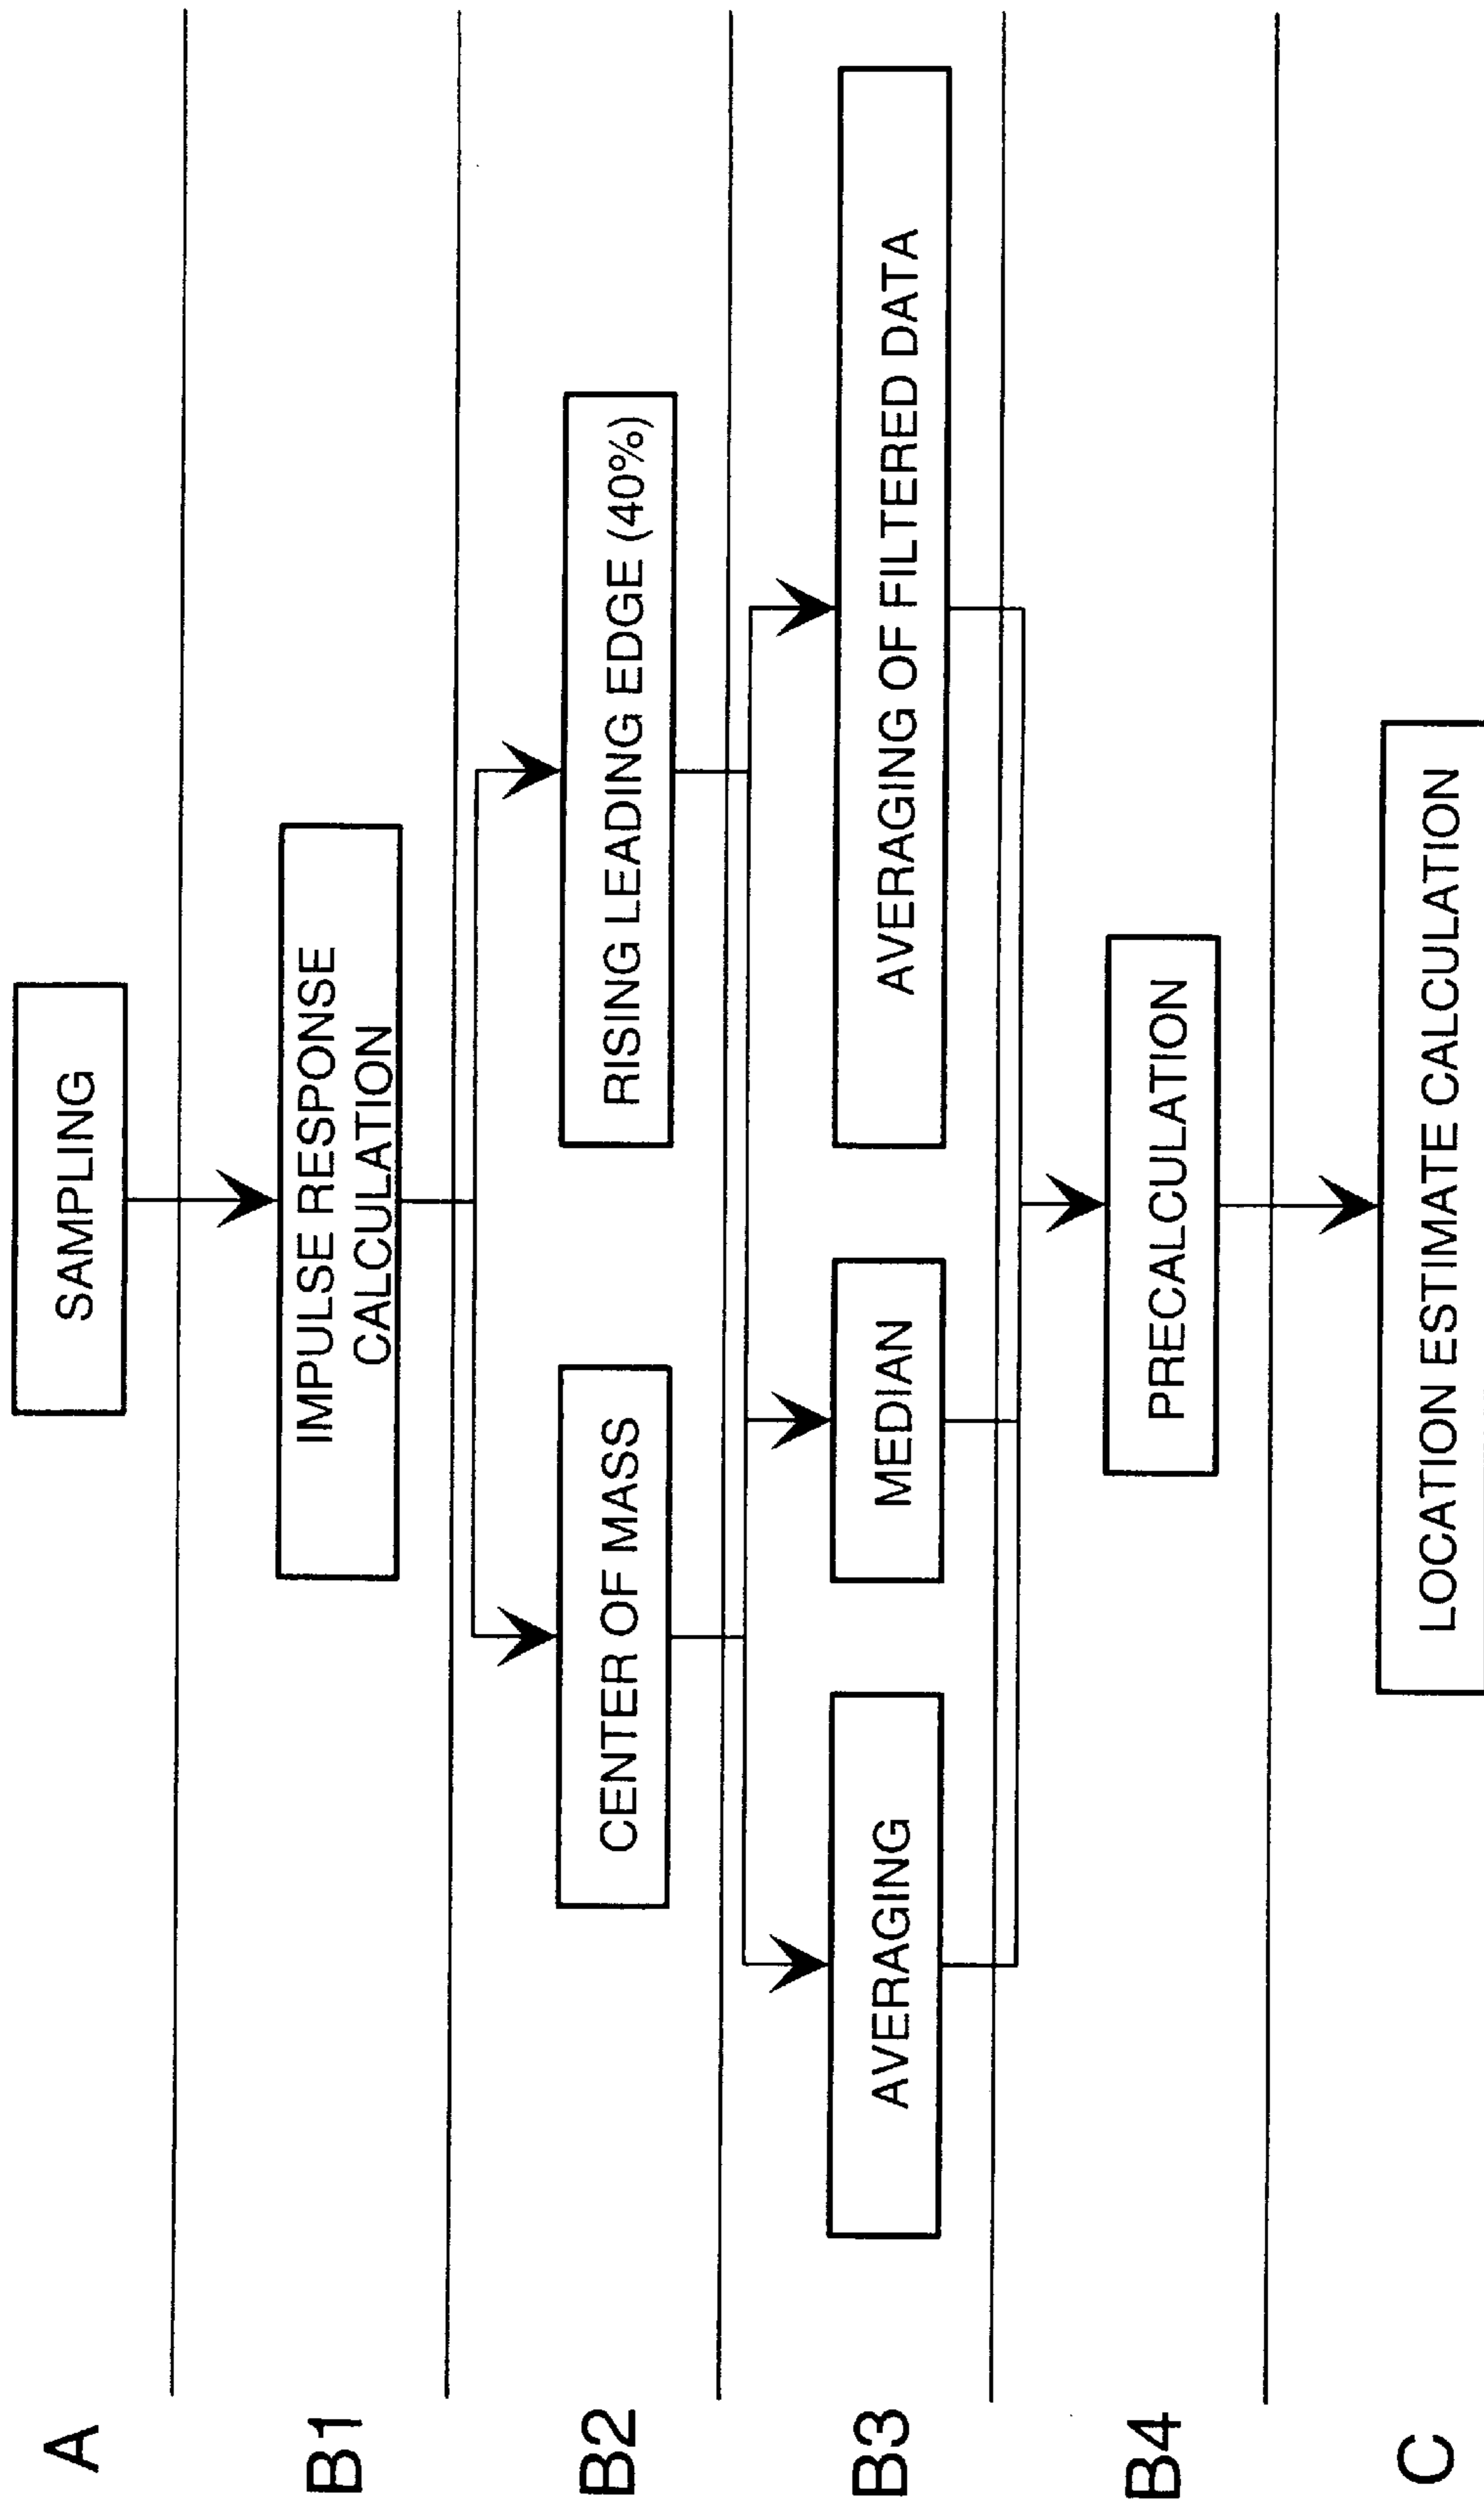 A
SAMPLING
B1
IMPULSE RESPONSE
CALCULATION
B2
CENTER OF MASS
RISING LEADING EDGE (40%)
B3
AVERAGING
MEDIAN
AVERAGING OF FILTERED DATA
B4
PRECALCULATION
C
LOCATION ESTIMATE CALCULATION